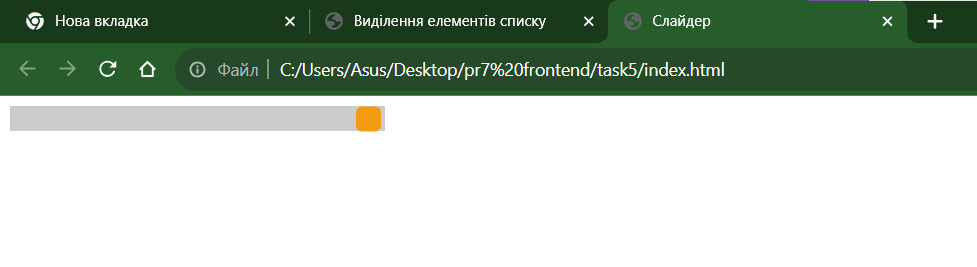 Нова вкладка
Виділення елементів списку
Слайдер
Файл
C:/Users/Asus/Desktop/pr7%20frontend/task5/index.html